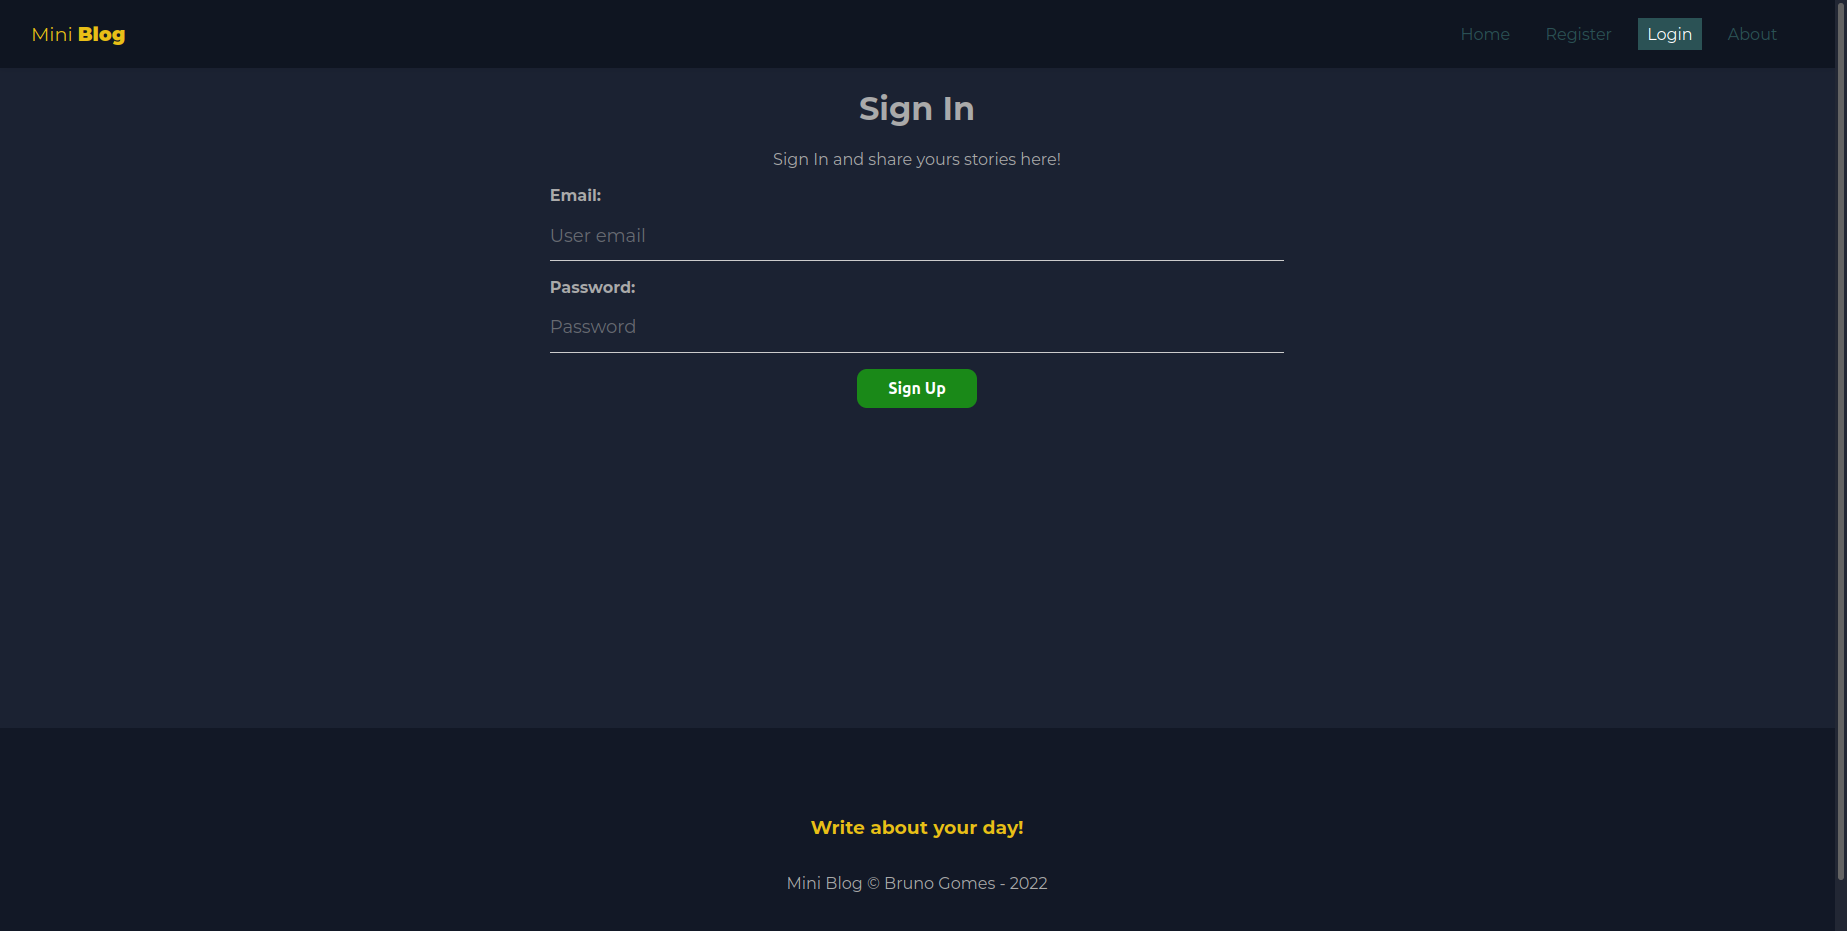 Mini Blog
Home Register Login About
Sign In
Sign In and share yours stories here!
Email:
User email
Password:
Password
Sign Up
Write about your day!
Mini Blog © Bruno Gomes - 2022